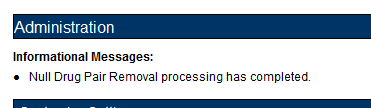 Administration
Informational Messages:
● Null Drug Pair Removal processing has completed.